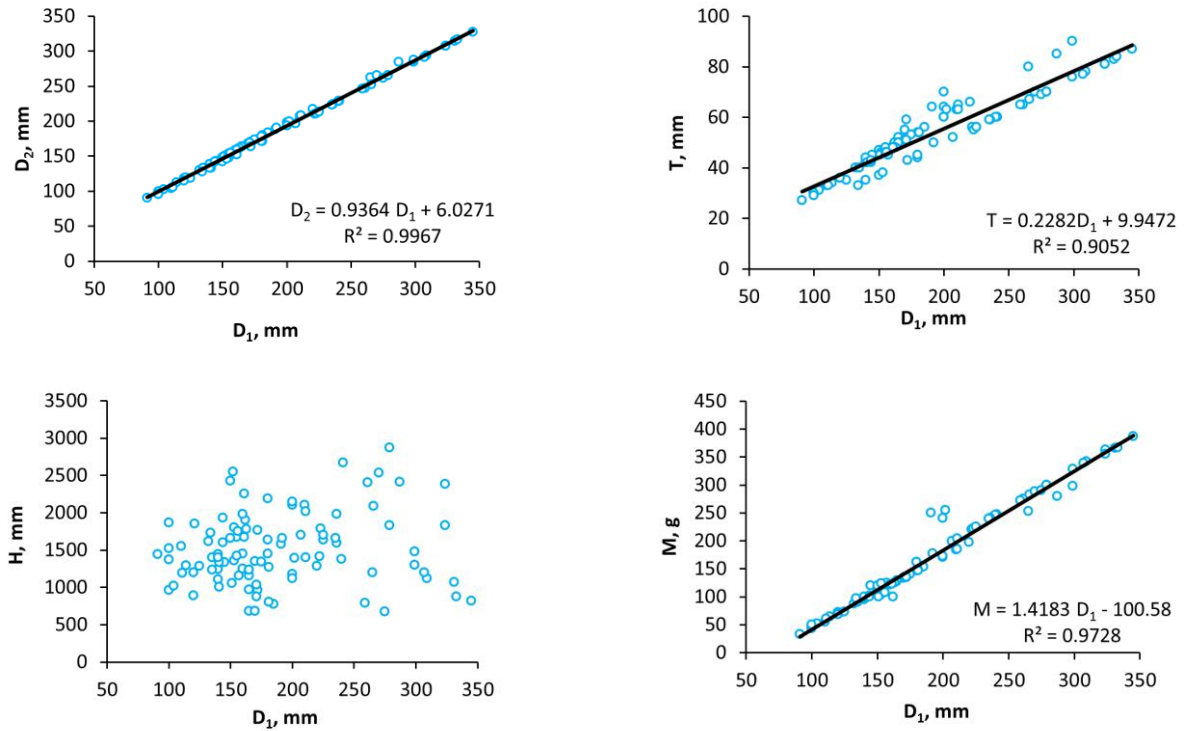 D₂, mm
350
300
250
200
150
100
50
0
D₂ = 0.9364 D₁ + 6.0271
R² = 0.9967
50 100 150 200 250 300 350
D₁, mm
T, mm
100
80
60
40
20
0
T = 0.2282D₁ + 9.9472
R² = 0.9052
50 100 150 200 250 300 350
D₁, mm
H, mm
3500
3000
2500
2000
1500
1000
500
0
50 100 150 200 250 300 350
D₁, mm
M, g
450
400
350
300
250
200
150
100
50
0
M = 1.4183 D₁ - 100.58
R² = 0.9728
50 100 150 200 250 300 350
D₁, mm